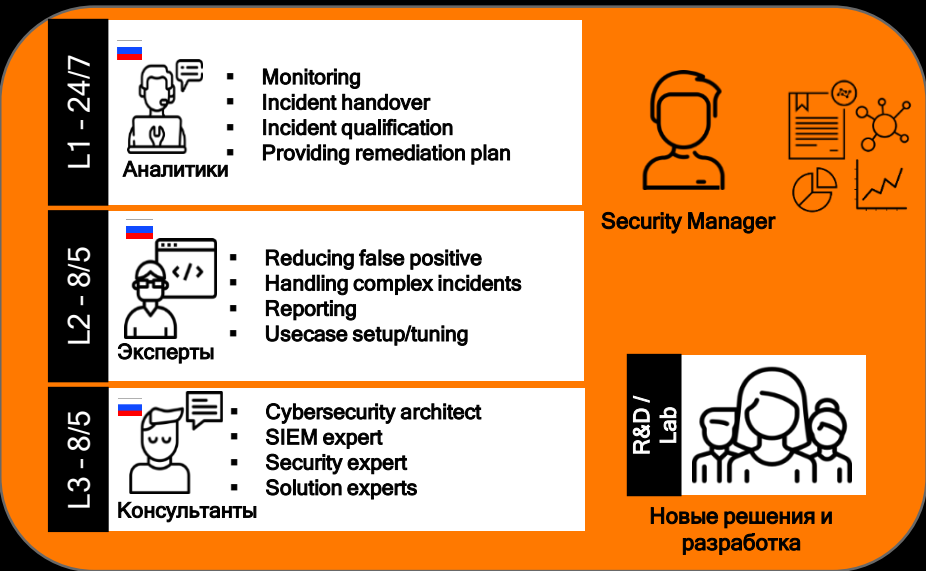 L1 - 24/7
Аналитики
▪ Monitoring
▪ Incident handover
▪ Incident qualification
▪ Providing remediation plan
L2 - 8/5
Эксперты
▪ Reducing false positive
▪ Handling complex incidents
▪ Reporting
▪ Usecase setup/tuning
L3 - 8/5
Консультанты
▪ Cybersecurity architect
▪ SIEM expert
▪ Security expert
▪ Solution experts
Security Manager
R&D /
Lab
Новые решения и
разработка